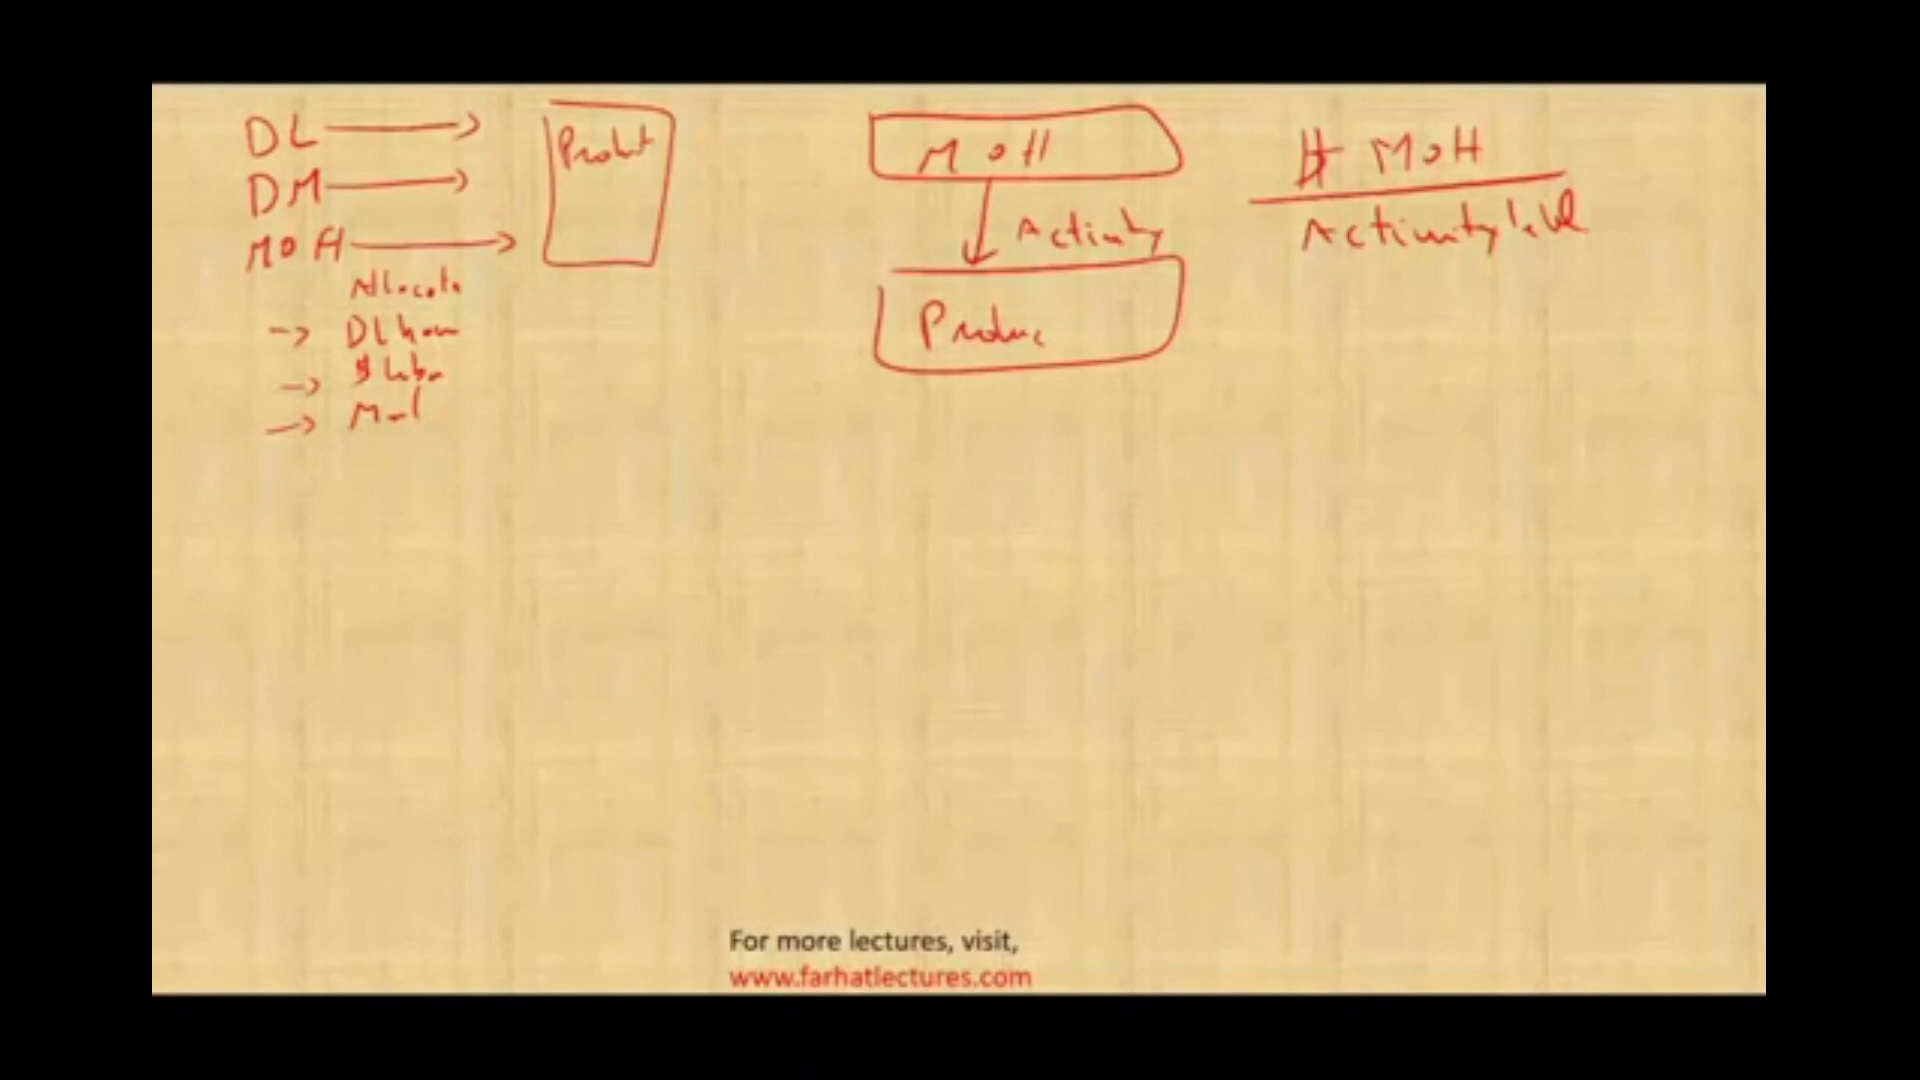 DL
DM
MOH
Allocate
DL hour
$ labor
Product
MOH
Activity
Produc
$ MOH
Activity level
For more lectures, visit,
www.farhatlectures.com